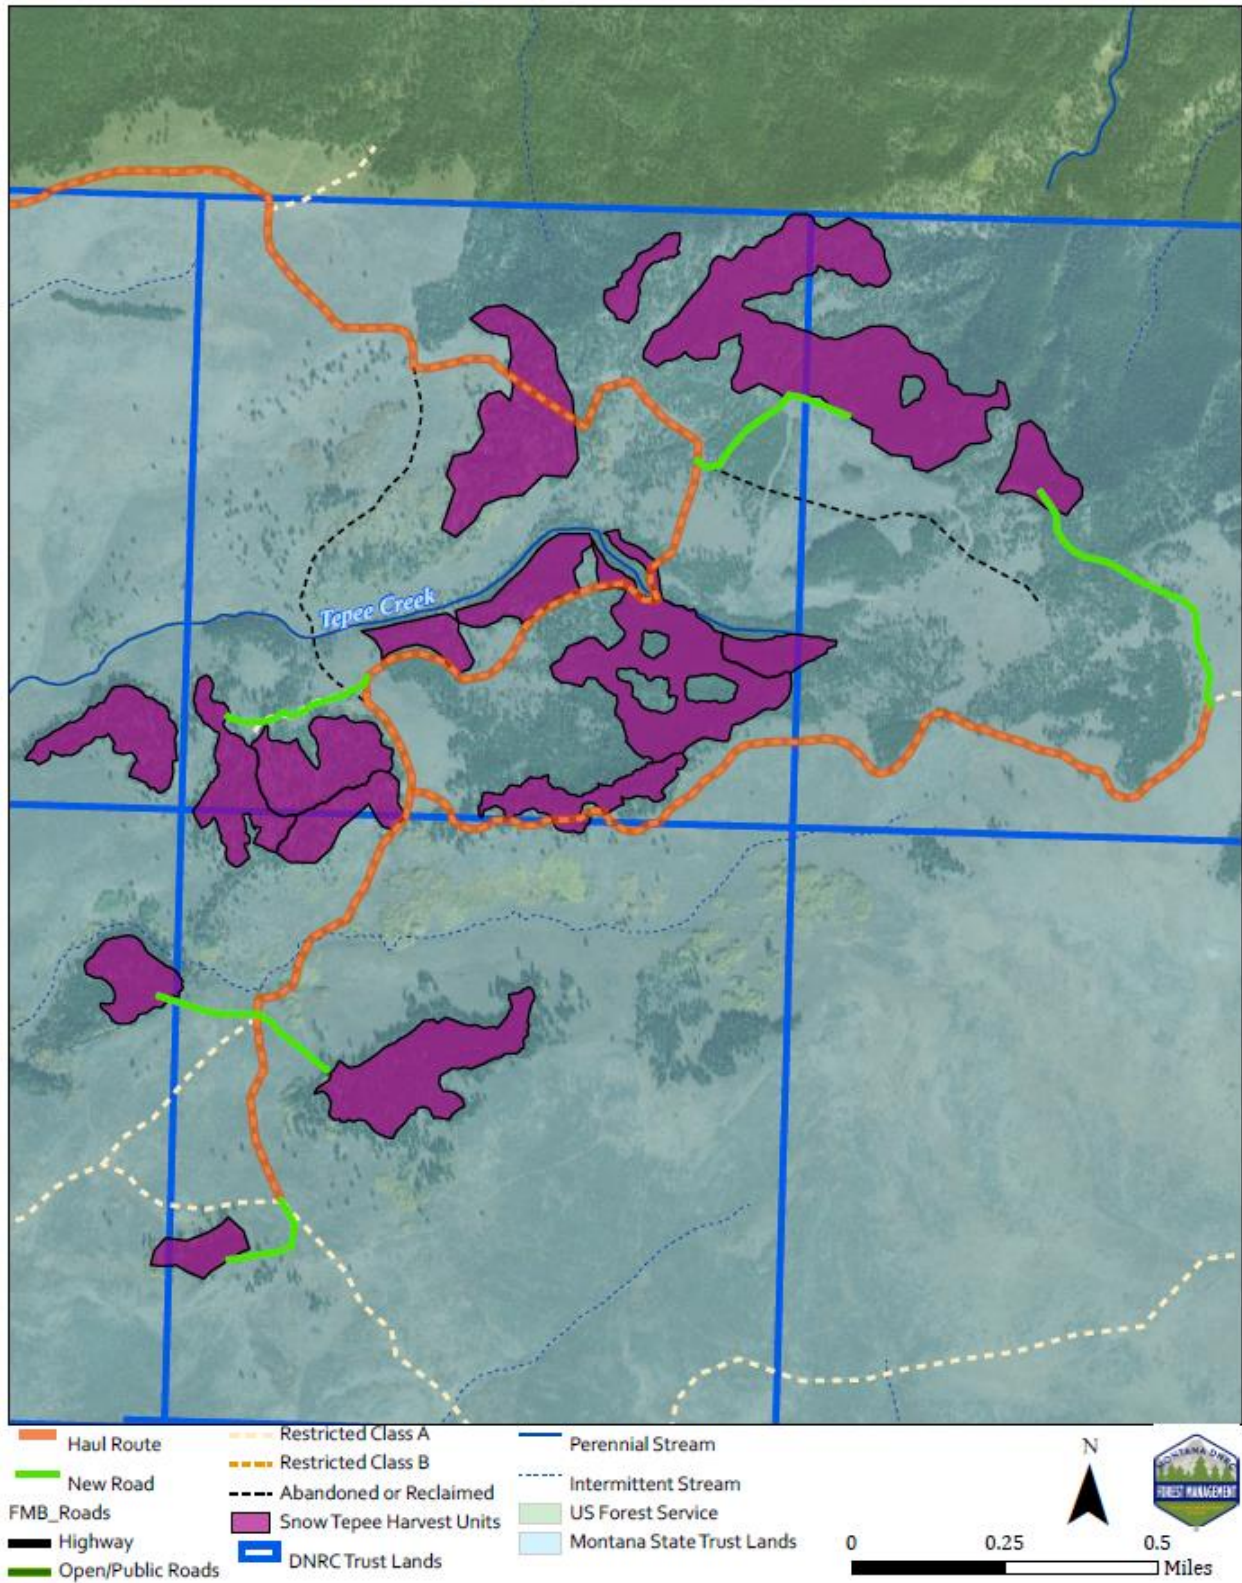 Tepee Creek
Haul Route
New Road
FMB_Roads
Highway
Open/Public Roads
Restricted Class A
Restricted Class B
Abandoned or Reclaimed
Snow Tepee Harvest Units
DNRC Trust Lands
Perennial Stream
Intermittent Stream
US Forest Service
Montana State Trust Lands
N
0 0.25 0.5
Miles
MONTANA DNRC
FOREST MANAGEMENT